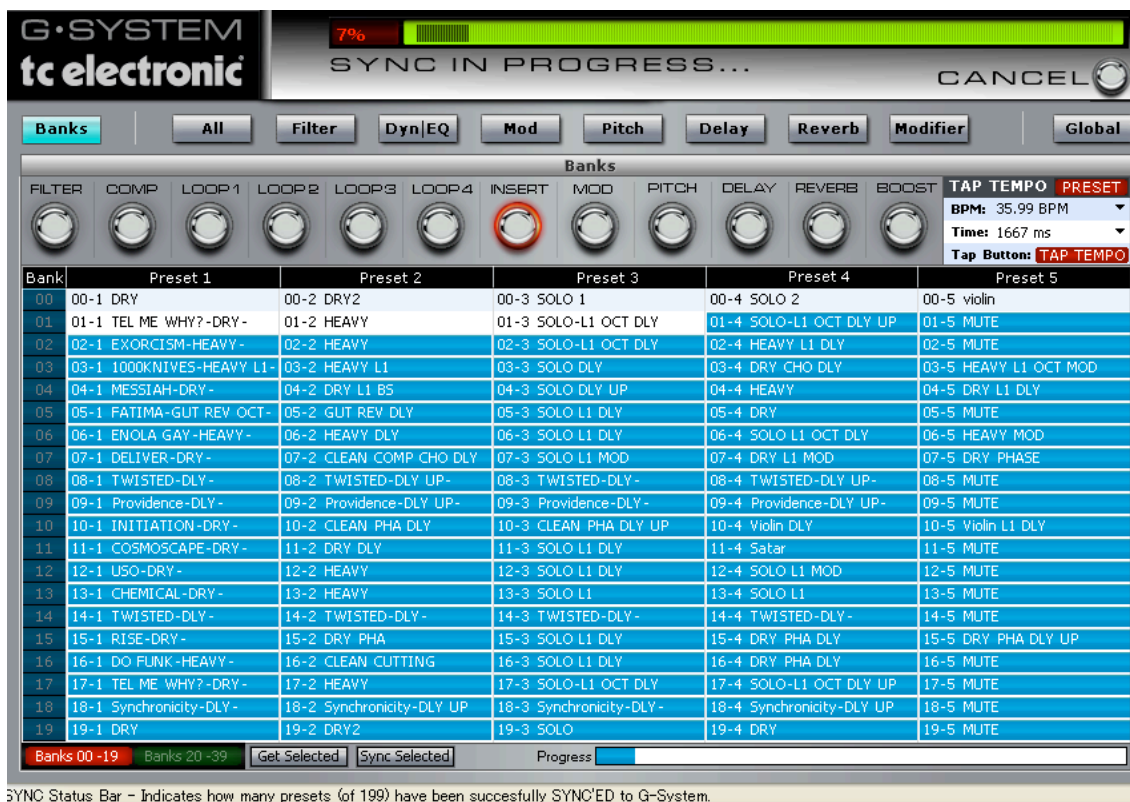 G·SYSTEM
tc electronic
7%
SYNC IN PROGRESS...
CANCEL
Banks All Filter Dyn|EQ Mod Pitch Delay Reverb Modifier Global
Banks
FILTER COMP LOOP1 LOOP2 LOOP3 LOOP4 INSERT MOD PITCH DELAY REVERB BOOST
TAP TEMPO PRESET
BPM: 35.99 BPM
Time: 1667 ms
Tap Button: TAP TEMPO
Bank Preset 1 Preset 2 Preset 3 Preset 4 Preset 5
00 00-1 DRY 00-2 DRY2 00-3 SOLO 1 00-4 SOLO 2 00-5 violin
01 01-1 TEL ME WHY?-DRY- 01-2 HEAVY 01-3 SOLO-L1 OCT DLY 01-4 SOLO-L1 OCT DLY UP 01-5 MUTE
02 02-1 EXORCISM-HEAVY- 02-2 HEAVY 02-3 SOLO-L1 OCT DLY 02-4 HEAVY L1 DLY 02-5 MUTE
03 03-1 1000KNIVES-HEAVY L1- 03-2 HEAVY L1 03-3 SOLO DLY 03-4 DRY CHO DLY 03-5 HEAVY L1 OCT MOD
04 04-1 MESSIAH-DRY- 04-2 DRY L1 BS 04-3 SOLO DLY UP 04-4 HEAVY 04-5 DRY L1 DLY
05 05-1 FATIMA-GUT REV OCT- 05-2 GUT REV DLY 05-3 SOLO L1 DLY 05-4 DRY 05-5 MUTE
06 06-1 ENOLA GAY-HEAVY- 06-2 HEAVY DLY 06-3 SOLO L1 DLY 06-4 SOLO L1 OCT DLY 06-5 HEAVY MOD
07 07-1 DELIVER-DRY- 07-2 CLEAN COMP CHO DLY 07-3 SOLO L1 MOD 07-4 DRY L1 MOD 07-5 DRY PHASE
08 08-1 TWISTED-DLY- 08-2 TWISTED-DLY UP- 08-3 TWISTED-DLY- 08-4 TWISTED-DLY UP- 08-5 MUTE
09 09-1 Providence-DLY- 09-2 Providence-DLY UP- 09-3 Providence-DLY- 09-4 Providence-DLY UP- 09-5 MUTE
10 10-1 INITIATION-DRY- 10-2 CLEAN PHA DLY 10-3 CLEAN PHA DLY UP 10-4 Violin DLY 10-5 Violin L1 DLY
11 11-1 COSMOSCAPE-DRY- 11-2 DRY DLY 11-3 SOLO L1 DLY 11-4 Satar 11-5 MUTE
12 12-1 USO-DRY- 12-2 HEAVY 12-3 SOLO L1 DLY 12-4 SOLO L1 MOD 12-5 MUTE
13 13-1 CHEMICAL-DRY- 13-2 HEAVY 13-3 SOLO L1 13-4 SOLO L1 13-5 MUTE
14 14-1 TWISTED-DLY- 14-2 TWISTED-DLY- 14-3 TWISTED-DLY- 14-4 TWISTED-DLY- 14-5 MUTE
15 15-1 RISE-DRY- 15-2 DRY PHA 15-3 SOLO L1 DLY 15-4 DRY PHA DLY 15-5 DRY PHA DLY UP
16 16-1 DO FUNK-HEAVY- 16-2 CLEAN CUTTING 16-3 SOLO L1 DLY 16-4 DRY PHA DLY 16-5 MUTE
17 17-1 TEL ME WHY?-DRY- 17-2 HEAVY 17-3 SOLO-L1 OCT DLY 17-4 SOLO-L1 OCT DLY UP 17-5 MUTE
18 18-1 Synchronicity-DLY- 18-2 Synchronicity-DLY UP 18-3 Synchronicity-DLY- 18-4 Synchronicity-DLY UP 18-5 MUTE
19 19-1 DRY 19-2 DRY2 19-3 SOLO 19-4 DRY 19-5 MUTE
Banks 00 -19 Banks 20 -39 Get Selected Sync Selected Progress
SYNC Status Bar - Indicates how many presets (of 199) have been succesfully SYNC'ED to G-System.